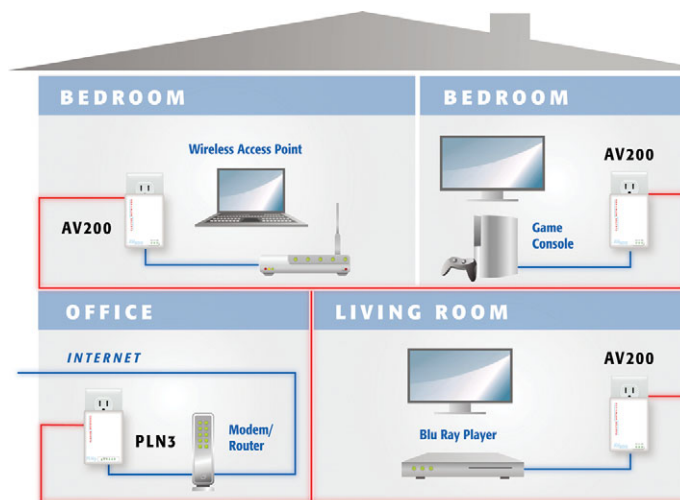 BEDROOM
BEDROOM
Wireless Access Point
AV200
AV200
Game
Console
OFFICE
LIVING ROOM
INTERNET
AV200
PLN3
Modem/
Router
Blu Ray Player